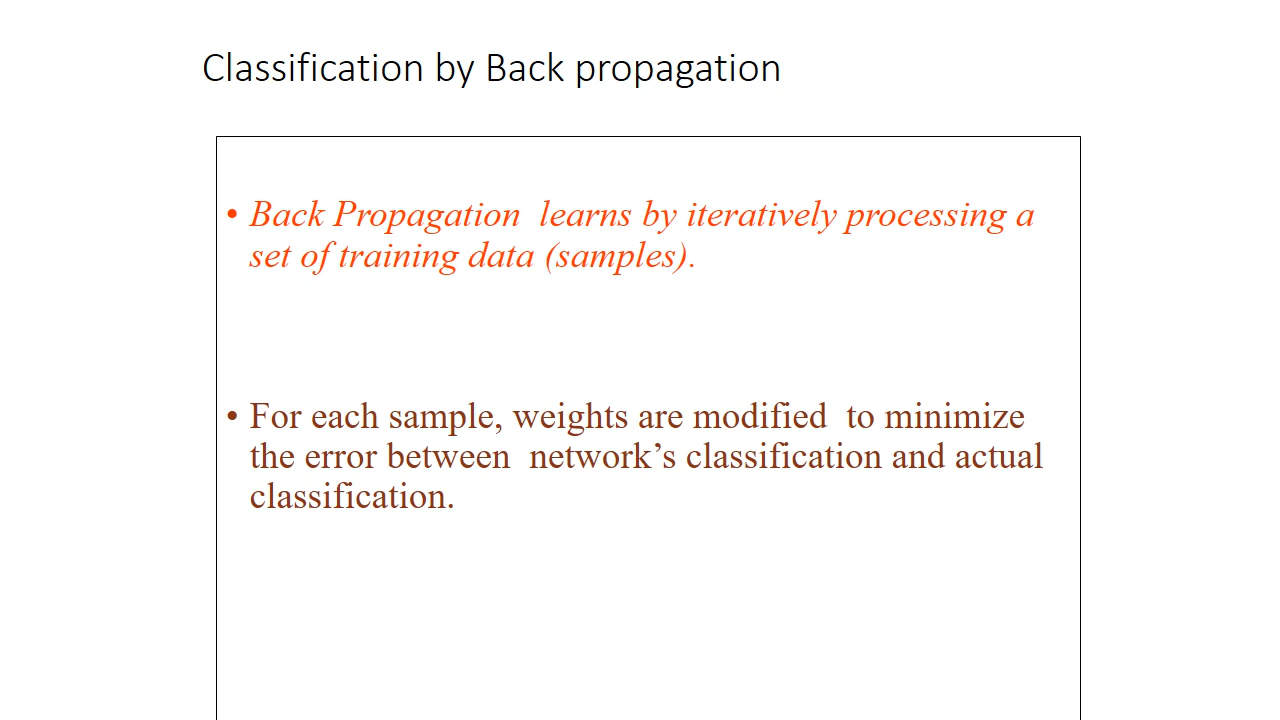 Classification by Back propagation
• Back Propagation  learns by iteratively processing a
set of training data (samples).
• For each sample, weights are modified  to minimize
the error between  network’s classification and actual
classification.